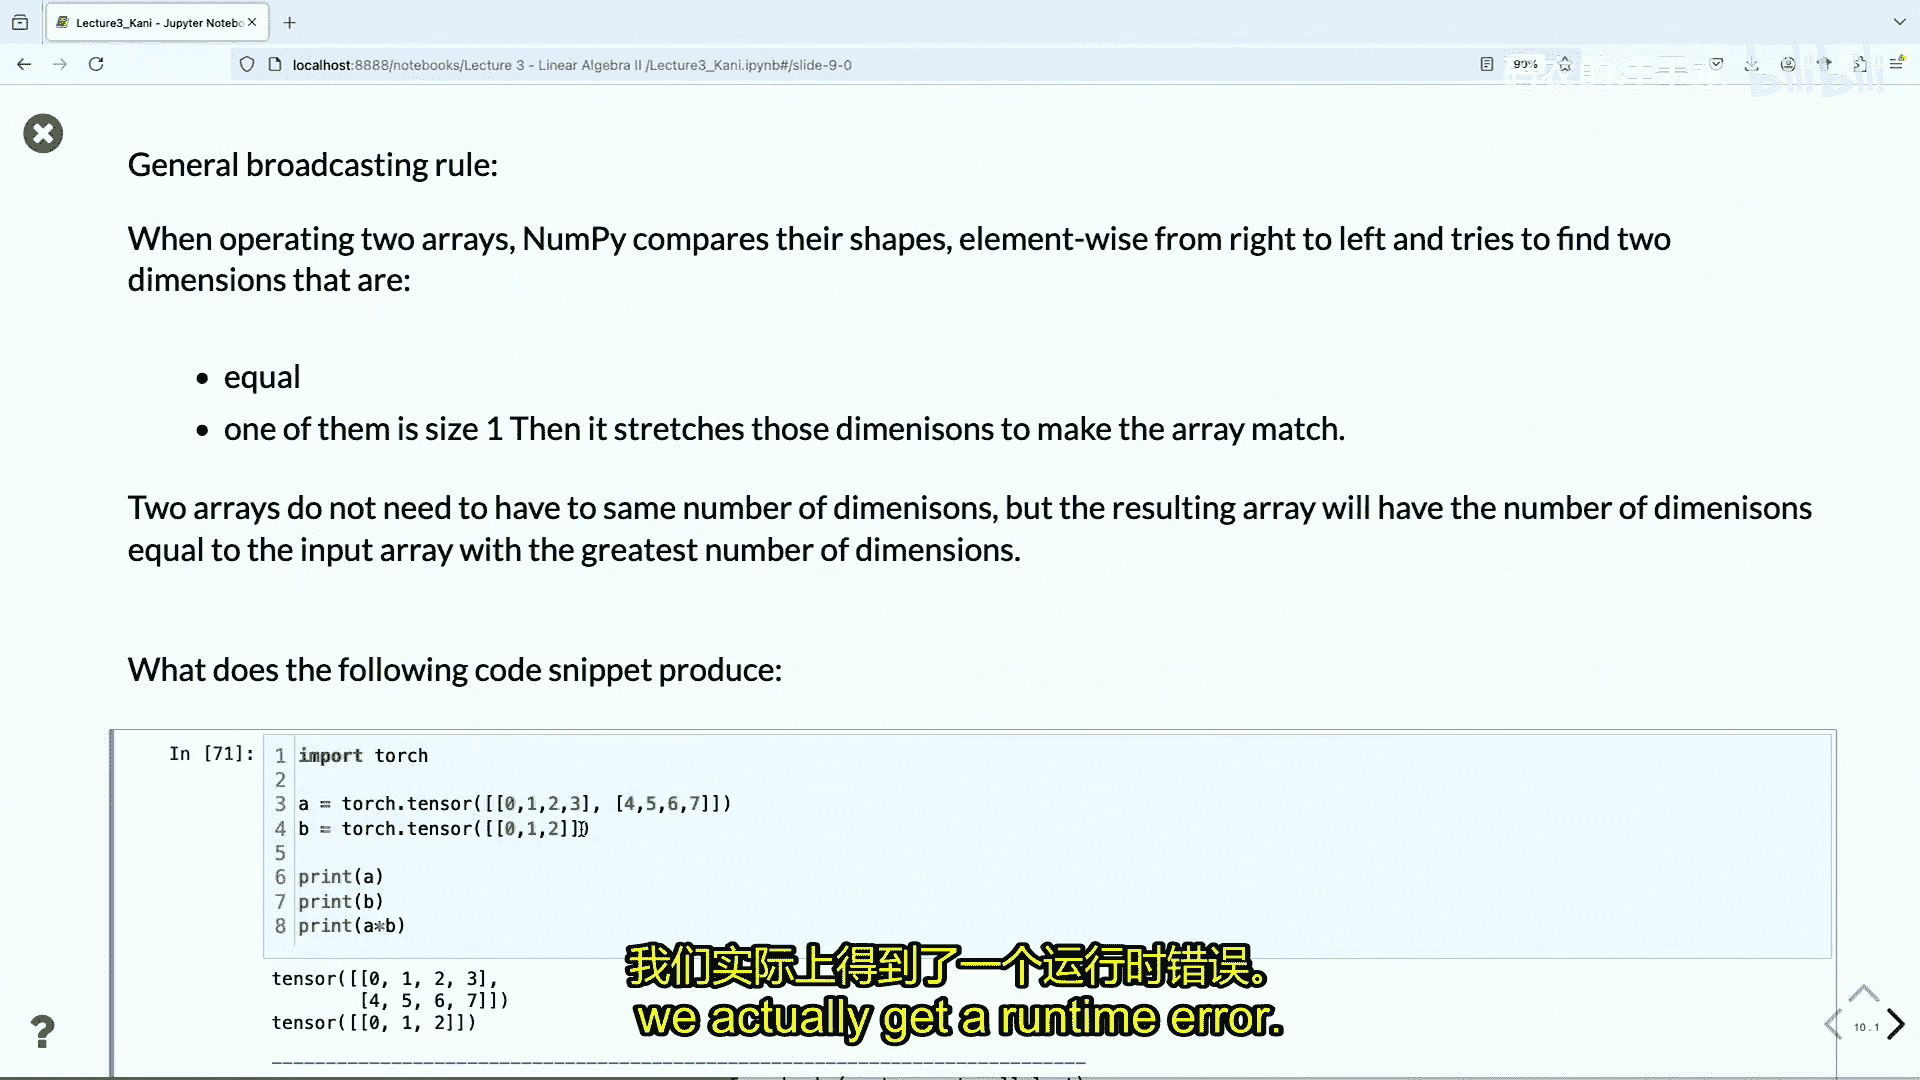 Lecture3_Kani - Jupyter Notebo
localhost:8888/notebooks/Lecture 3 - Linear Algebra II /Lecture3_Kani.ipynb#/slide-9-0
90%
bilibili
General broadcasting rule:
When operating two arrays, NumPy compares their shapes, element-wise from right to left and tries to find two
dimensions that are:
• equal
• one of them is size 1 Then it stretches those dimenisons to make the array match.
Two arrays do not need to have to same number of dimenisons, but the resulting array will have the number of dimenisons
equal to the input array with the greatest number of dimensions.
What does the following code snippet produce:
In [71]:
1 import torch
2
3 a = torch.tensor([[0,1,2,3], [4,5,6,7]])
4 b = torch.tensor([[0,1,2]])
5
6 print(a)
7 print(b)
8 print(a*b)
tensor([[0, 1, 2, 3],
[4, 5, 6, 7]])
tensor([[0, 1, 2]])
我们实际上得到了一个运行时错误。
we actually get a runtime error.
10.1